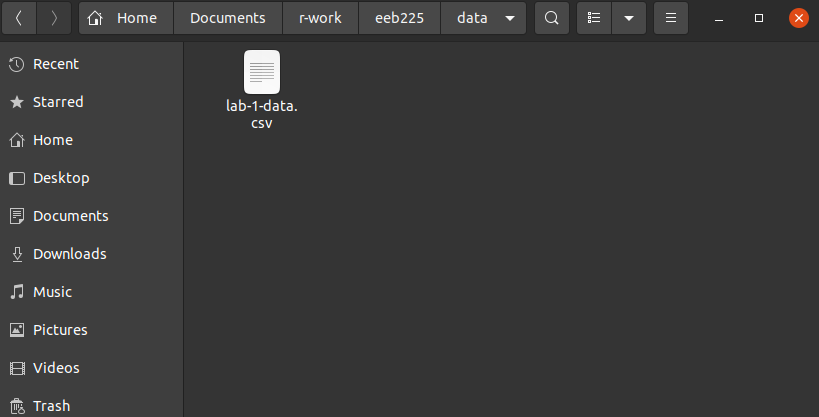 Home Documents r-work eeb225 data
Recent
Starred
Home
Desktop
Documents
Downloads
Music
Pictures
Videos
Trash
lab-1-data.
csv